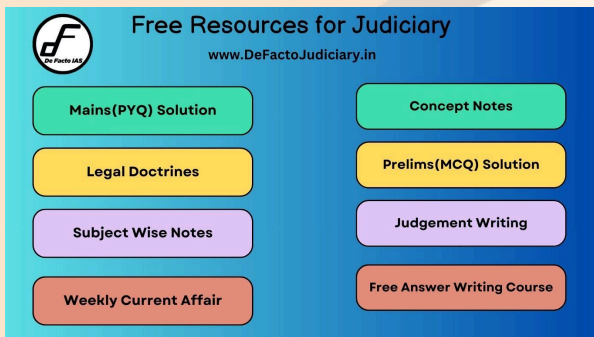 Free Resources for Judiciary
www.DeFactoJudiciary.in
De Facto IAS
Mains(PYQ) Solution
Concept Notes
Legal Doctrines
Prelims(MCQ) Solution
Subject Wise Notes
Judgement Writing
Weekly Current Affair
Free Answer Writing Course